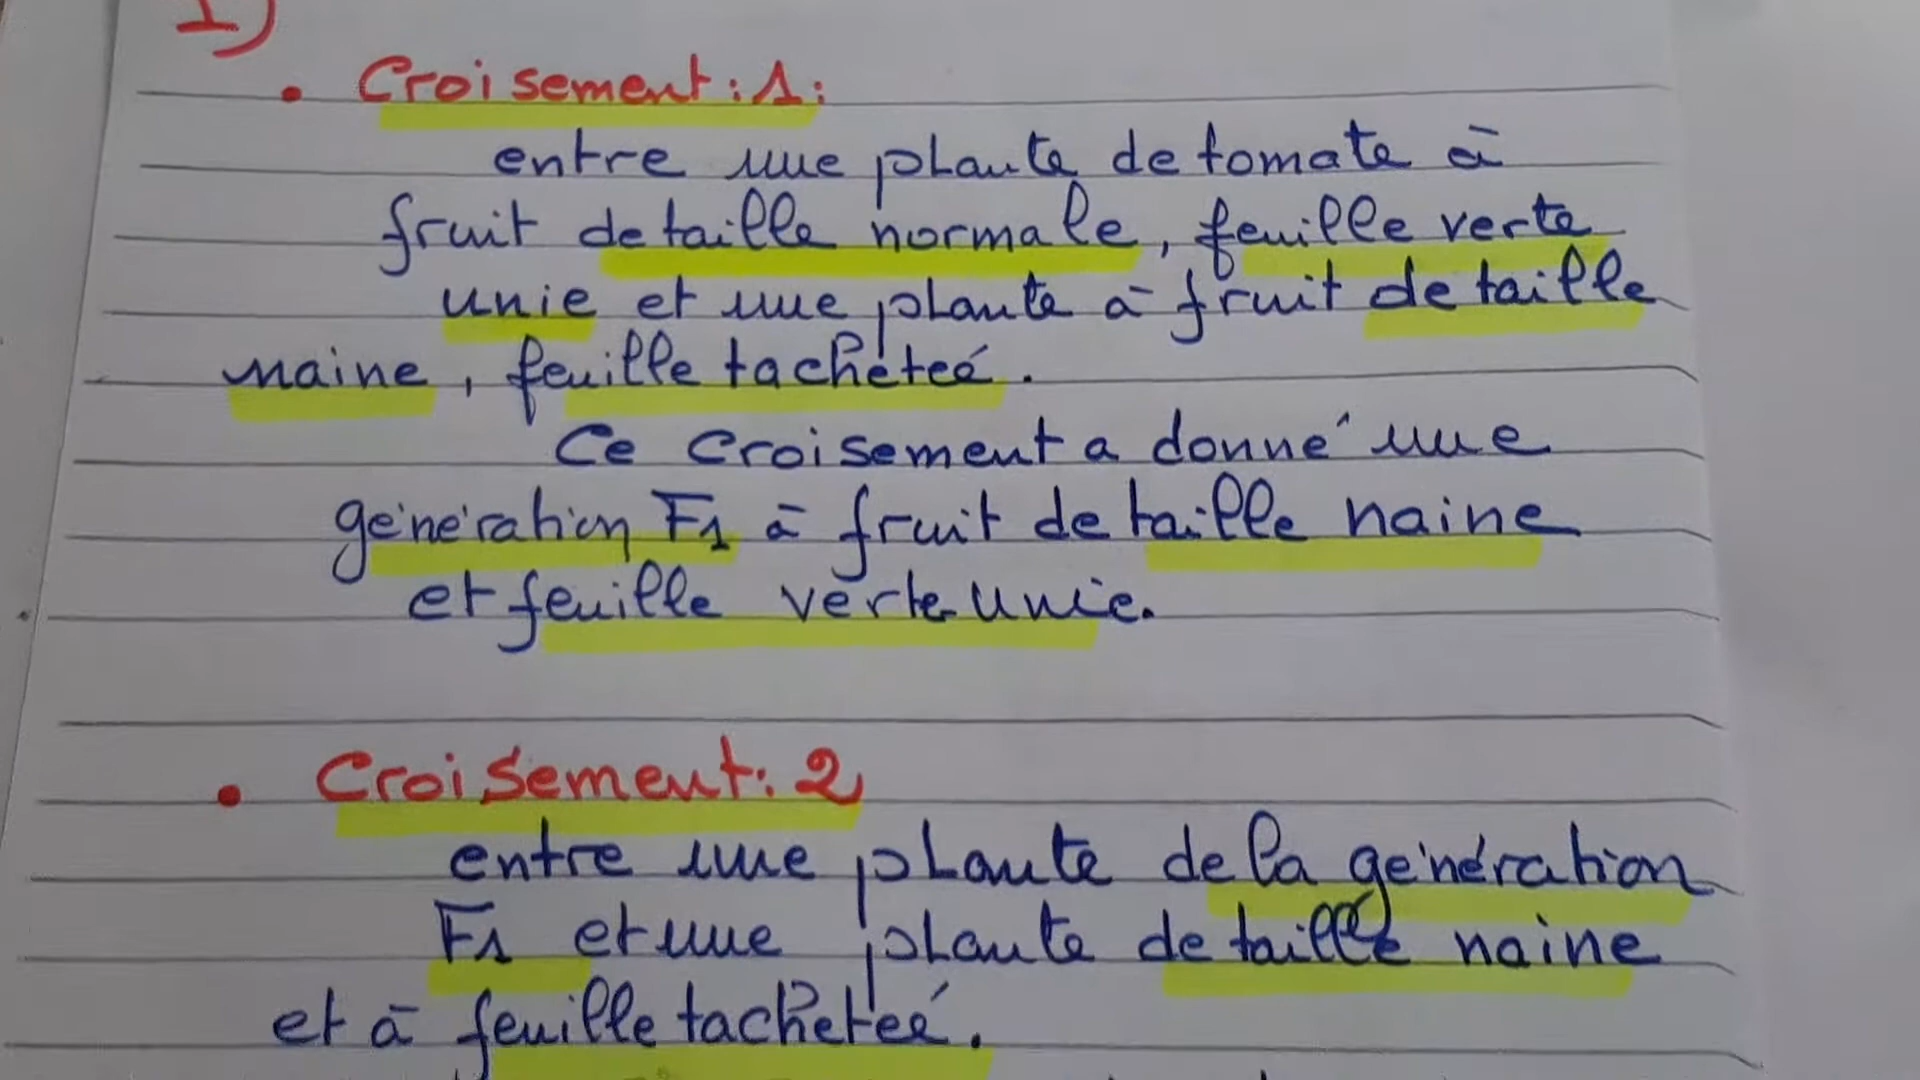 1)
• Croisement: 1:
entre une plante de tomate à
fruit de taille normale, feuille verte
unie et une plante à fruit de taille
naine, feuille tacheteé.
Ce croisement a donné une
génération F1 à fruit de taille naine
et feuille verte unie.
• Croisement: 2
entre une plante de la génération
F1 et une plante de taille naine
et à feuille tacheteé.